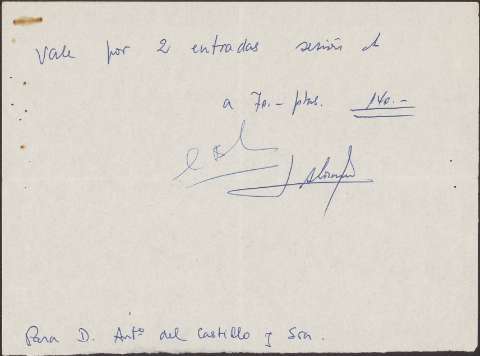 Vale por 2 entradas sesión
a 70.- ptas. 140.-
Para D. Antº del Castillo y Sra.